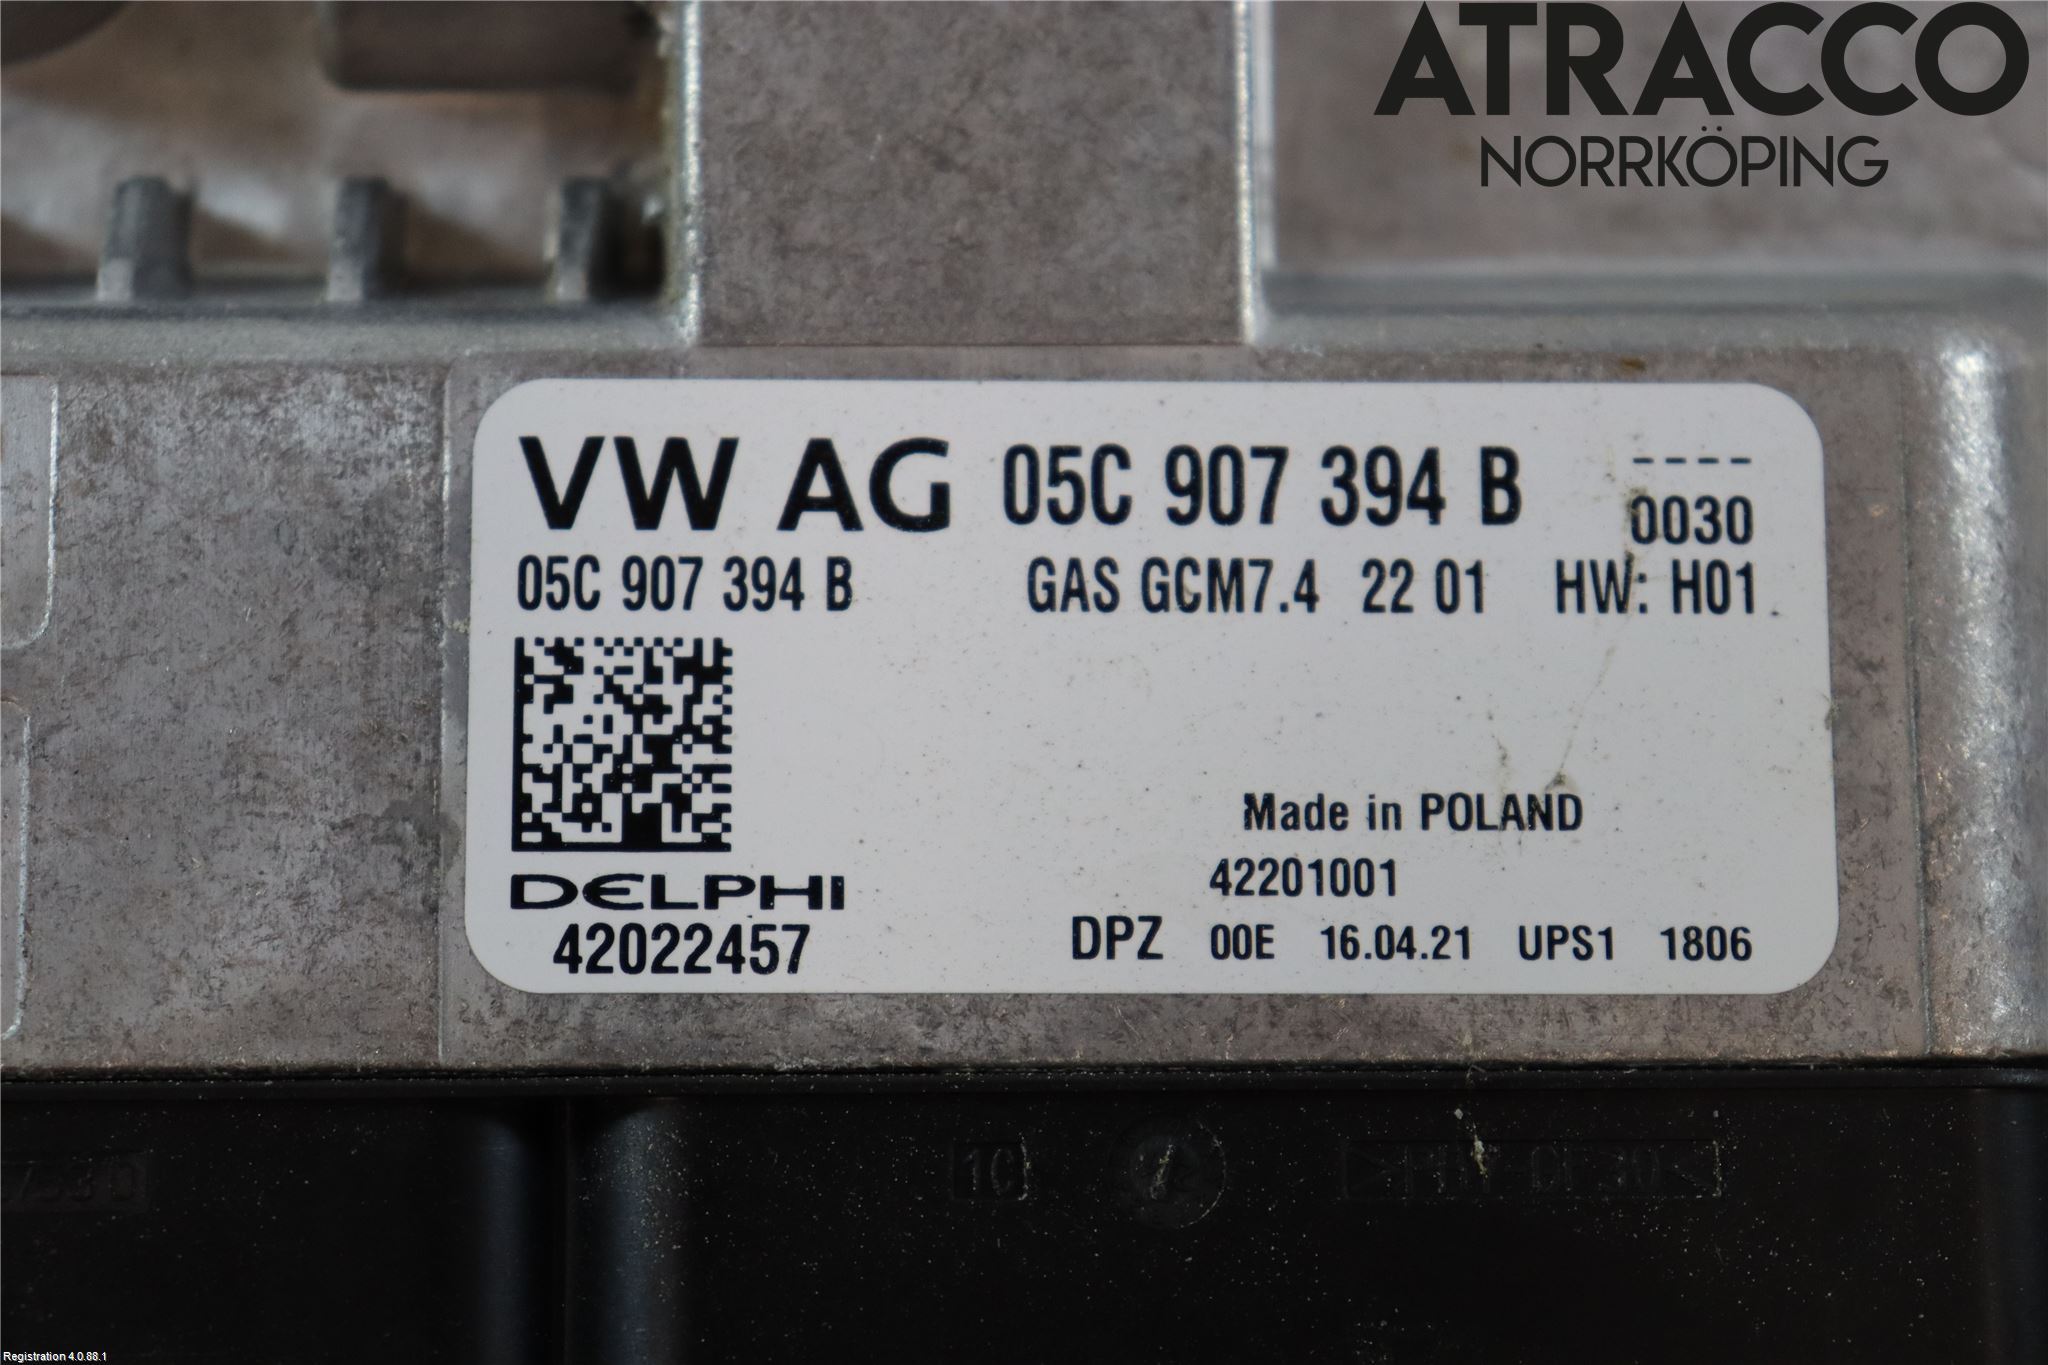 ATRACCO
NORRKÖPING
VW AG 05C 907 394 B ----
0030
05C 907 394 B GAS GCM7.4 22 01 HW: H01
Made in POLAND
DELPHI 42201001
42022457 DPZ 00E 16.04.21 UPS1 1806
1C
Registration 4.0.88.1